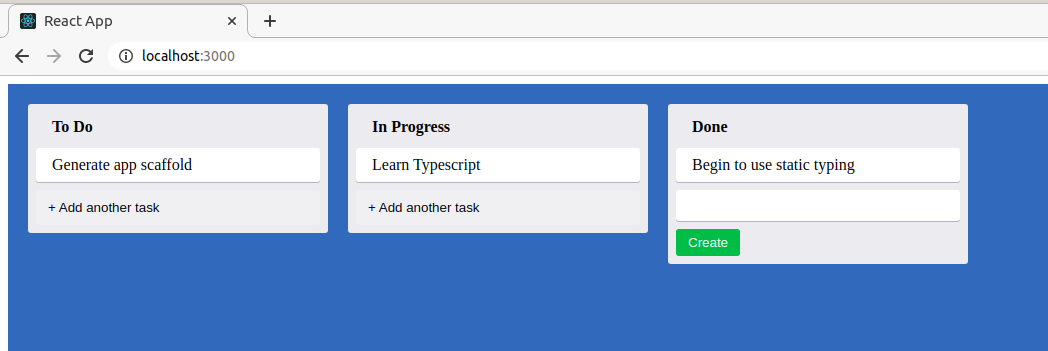 React App
localhost:3000
To Do
Generate app scaffold
+ Add another task
In Progress
Learn Typescript
+ Add another task
Done
Begin to use static typing
Create